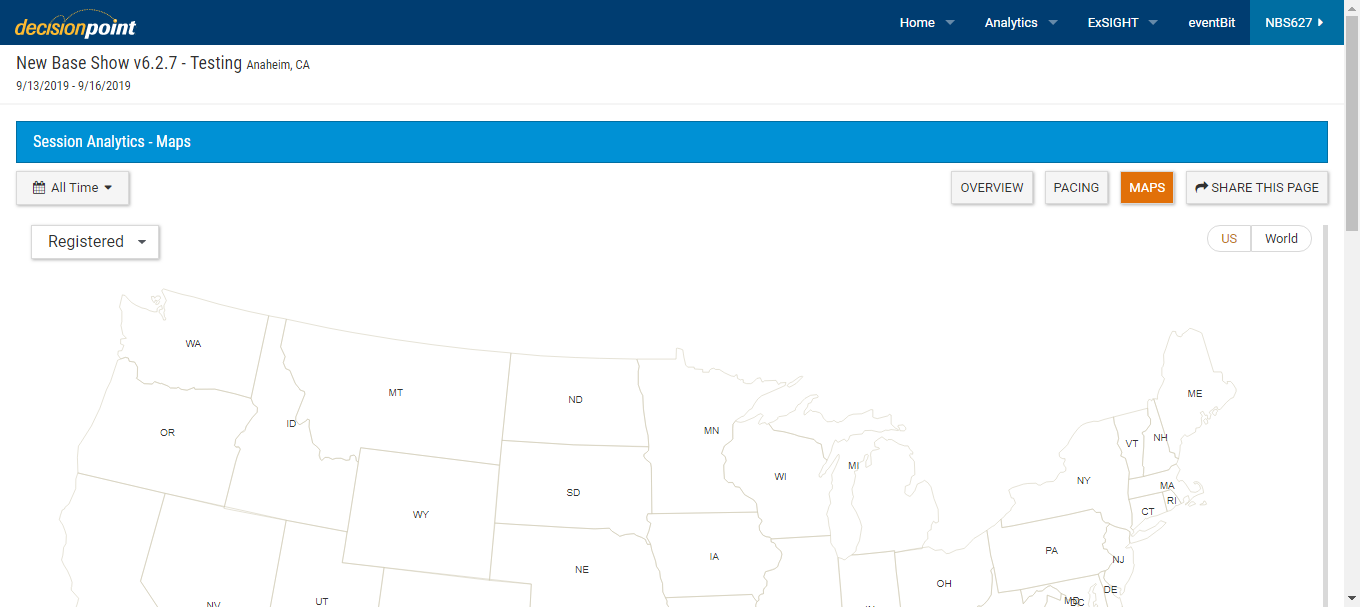 decisionpoint Home Analytics ExSIGHT eventBit NBS627
New Base Show v6.2.7 - Testing Anaheim, CA
9/13/2019 - 9/16/2019
Session Analytics - Maps
All Time OVERVIEW PACING MAPS SHARE THIS PAGE
Registered US World
WA
MT
ND
ME
ID
OR
MN
VT NH
MI
WI
NY
SD
MA
RI
WY
CT
IA
PA
NJ
NE
OH
DE
UT
MD
DC
NV